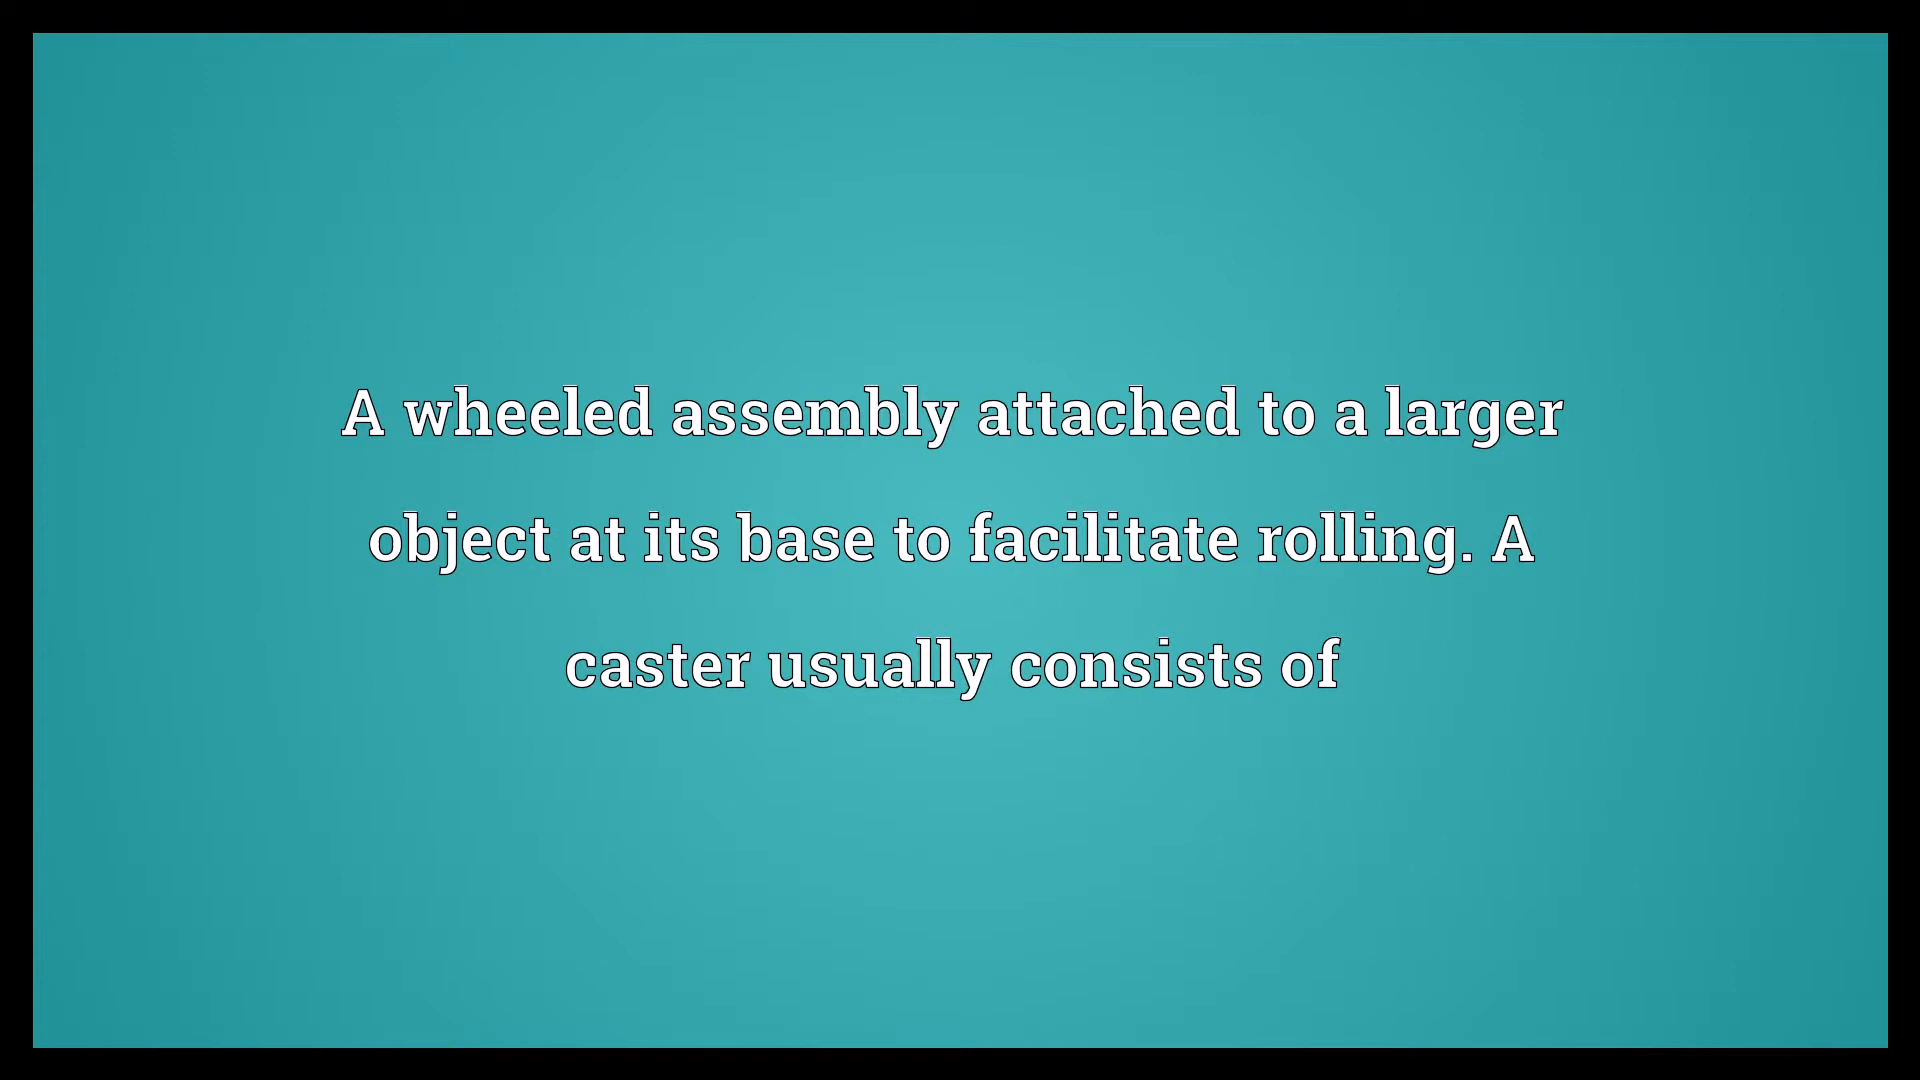 A wheeled assembly attached to a larger
object at its base to facilitate rolling. A
caster usually consists of